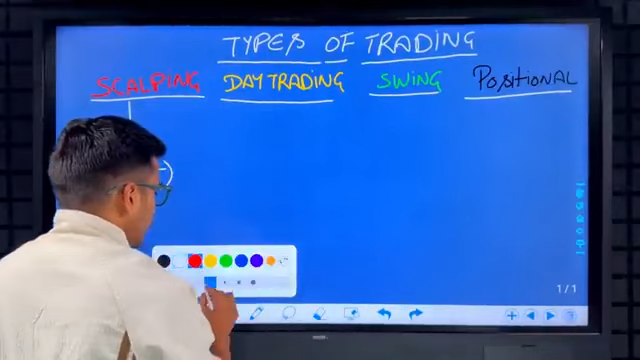 TYPES OF TRADING
SCALPING DAY TRADING SWING POSITIONAL
1/1